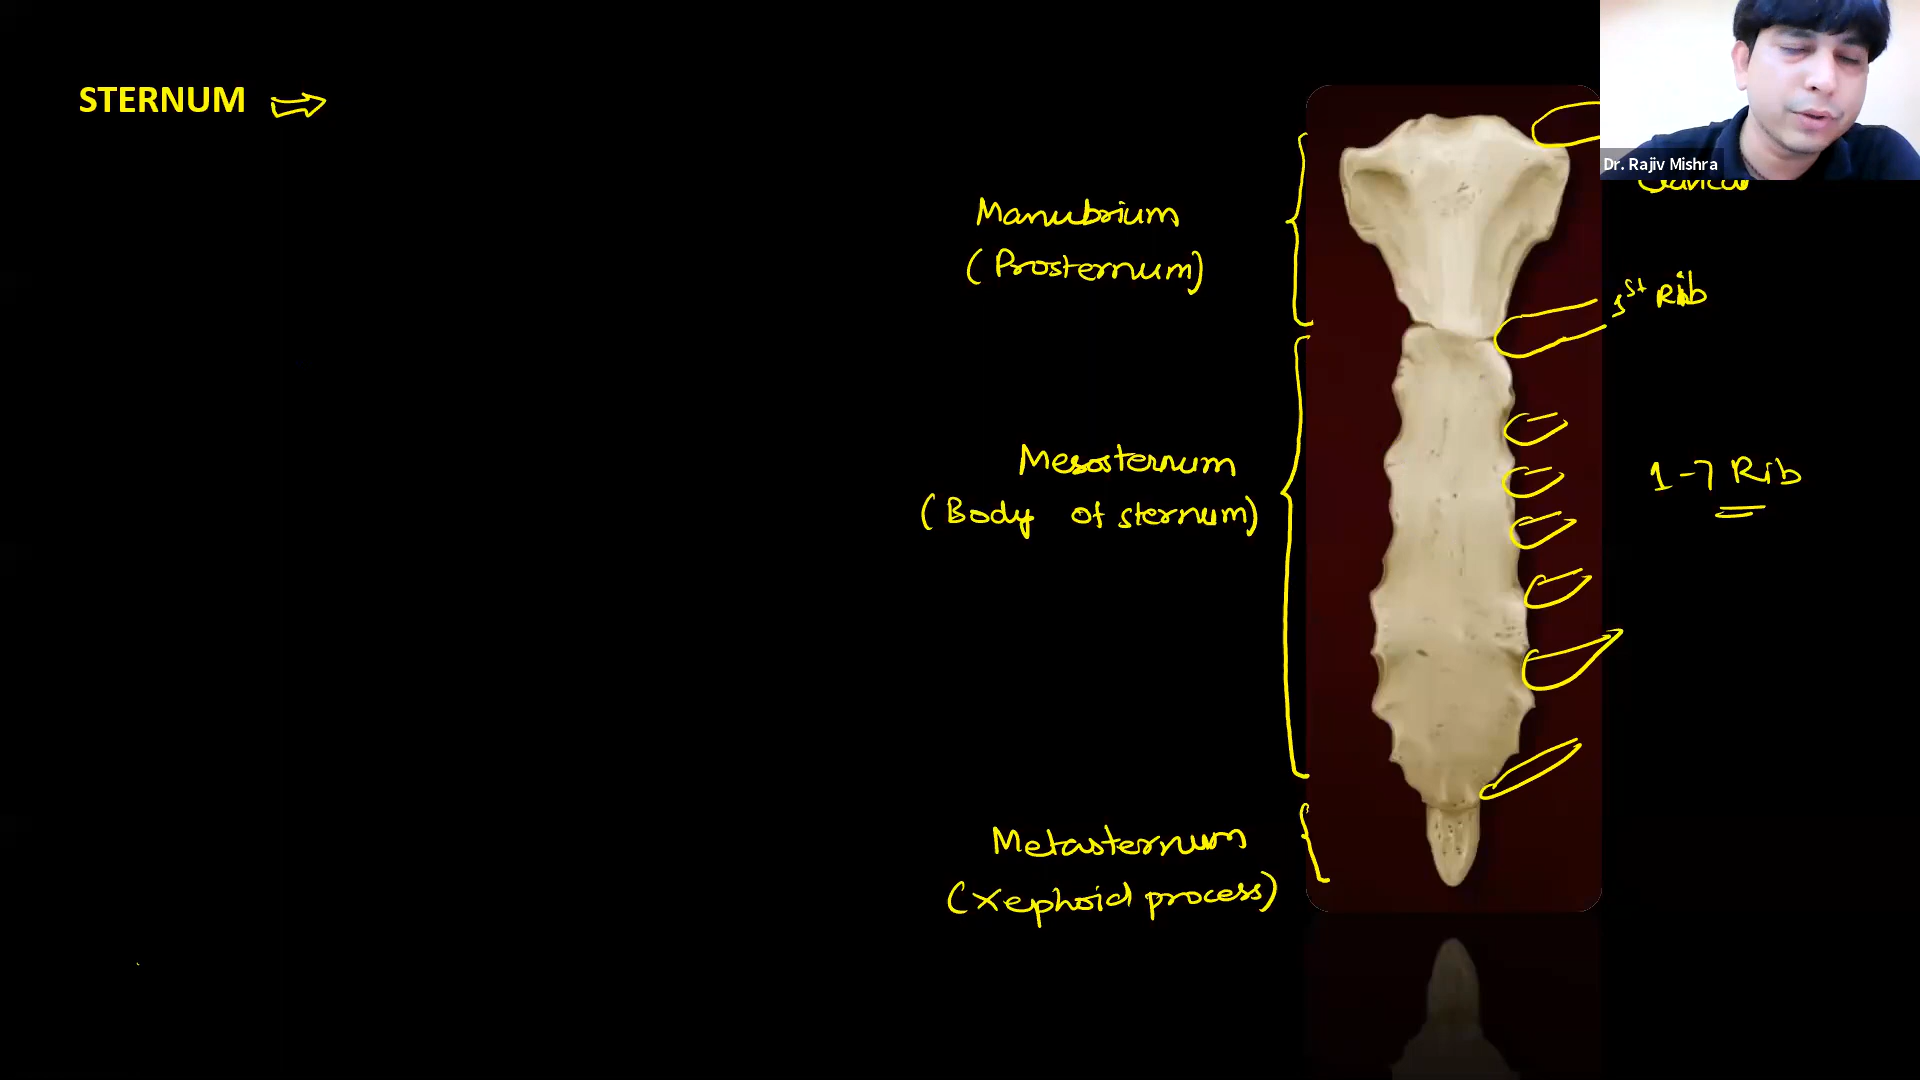 STERNUM
Dr. Rajiv Mishra
Manubrium
(Prosternum)
1st Rib
Mesosternum
(Body of sternum)
1-7 Rib
Metasternum
(Xephoid process)